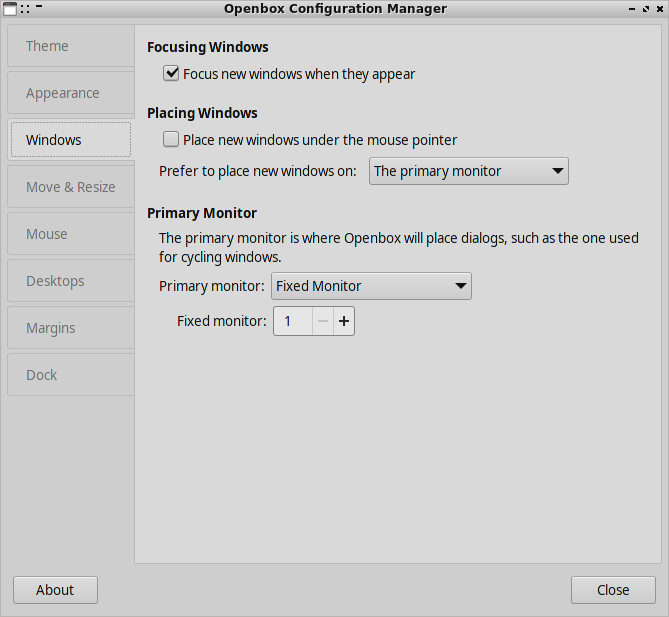 Openbox Configuration Manager
Theme
Appearance
Windows
Move & Resize
Mouse
Desktops
Margins
Dock
Focusing Windows
Focus new windows when they appear
Placing Windows
Place new windows under the mouse pointer
Prefer to place new windows on: The primary monitor
Primary Monitor
The primary monitor is where Openbox will place dialogs, such as the one used
for cycling windows.
Primary monitor: Fixed Monitor
Fixed monitor: 1 − +
About
Close